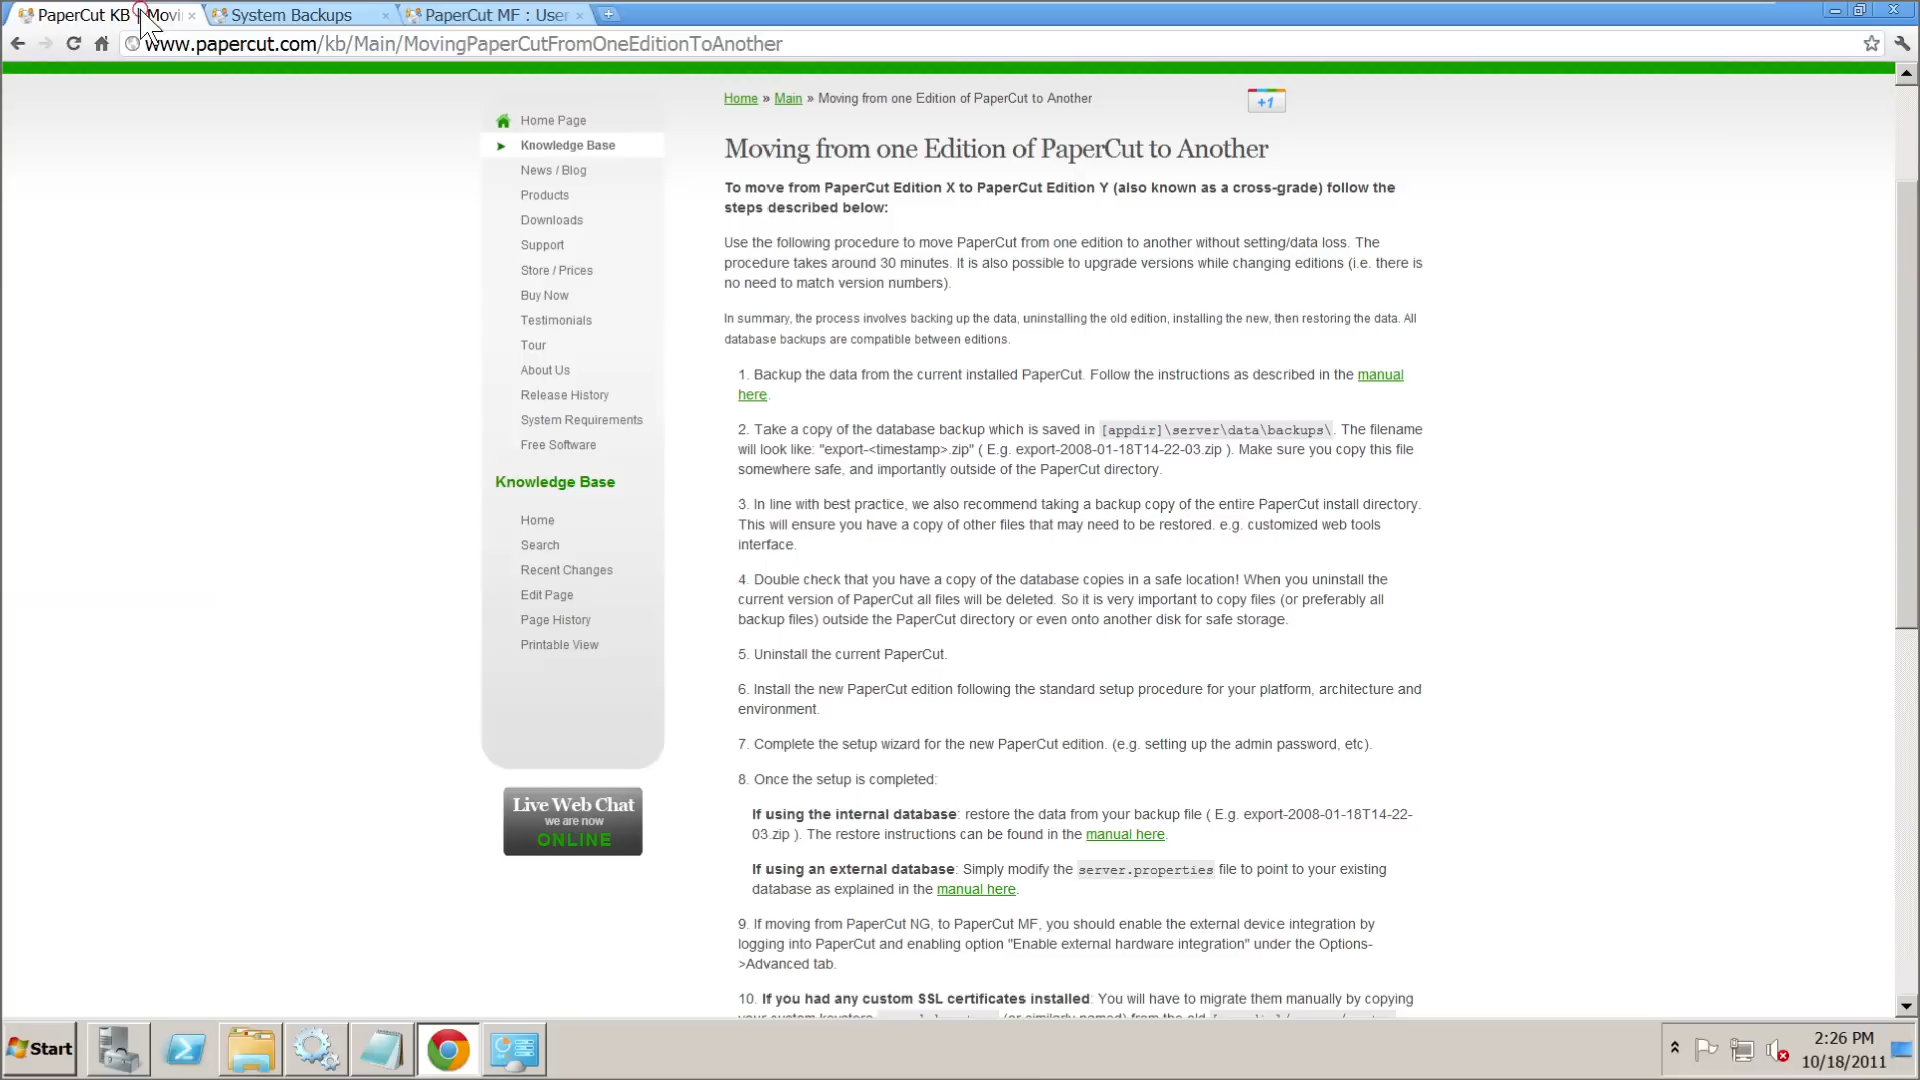 PaperCut KB | Movi
System Backups
PaperCut MF : User
www.papercut.com/kb/Main/MovingPaperCutFromOneEditionToAnother
Home » Main » Moving from one Edition of PaperCut to Another
+1
Home Page
Knowledge Base
News / Blog
Products
Downloads
Support
Store / Prices
Buy Now
Testimonials
Tour
About Us
Release History
System Requirements
Free Software
Knowledge Base
Home
Search
Recent Changes
Edit Page
Page History
Printable View
Live Web Chat
we are now
ONLINE
Moving from one Edition of PaperCut to Another
To move from PaperCut Edition X to PaperCut Edition Y (also known as a cross-grade) follow the
steps described below:
Use the following procedure to move PaperCut from one edition to another without setting/data loss. The
procedure takes around 30 minutes. It is also possible to upgrade versions while changing editions (i.e. there is
no need to match version numbers).
In summary, the process involves backing up the data, uninstalling the old edition, installing the new, then restoring the data. All
database backups are compatible between editions.
1. Backup the data from the current installed PaperCut. Follow the instructions as described in the manual
here.
2. Take a copy of the database backup which is saved in [appdir]\server\data\backups\. The filename
will look like: "export-<timestamp>.zip" ( E.g. export-2008-01-18T14-22-03.zip ). Make sure you copy this file
somewhere safe, and importantly outside of the PaperCut directory.
3. In line with best practice, we also recommend taking a backup copy of the entire PaperCut install directory.
This will ensure you have a copy of other files that may need to be restored. e.g. customized web tools
interface.
4. Double check that you have a copy of the database copies in a safe location! When you uninstall the
current version of PaperCut all files will be deleted. So it is very important to copy files (or preferably all
backup files) outside the PaperCut directory or even onto another disk for safe storage.
5. Uninstall the current PaperCut.
6. Install the new PaperCut edition following the standard setup procedure for your platform, architecture and
environment.
7. Complete the setup wizard for the new PaperCut edition. (e.g. setting up the admin password, etc).
8. Once the setup is completed:
If using the internal database: restore the data from your backup file ( E.g. export-2008-01-18T14-22-
03.zip ). The restore instructions can be found in the manual here.
If using an external database: Simply modify the server.properties file to point to your existing
database as explained in the manual here.
9. If moving from PaperCut NG, to PaperCut MF, you should enable the external device integration by
logging into PaperCut and enabling option "Enable external hardware integration" under the Options-
>Advanced tab.
10. If you had any custom SSL certificates installed: You will have to migrate them manually by copying
Start
2:26 PM
10/18/2011